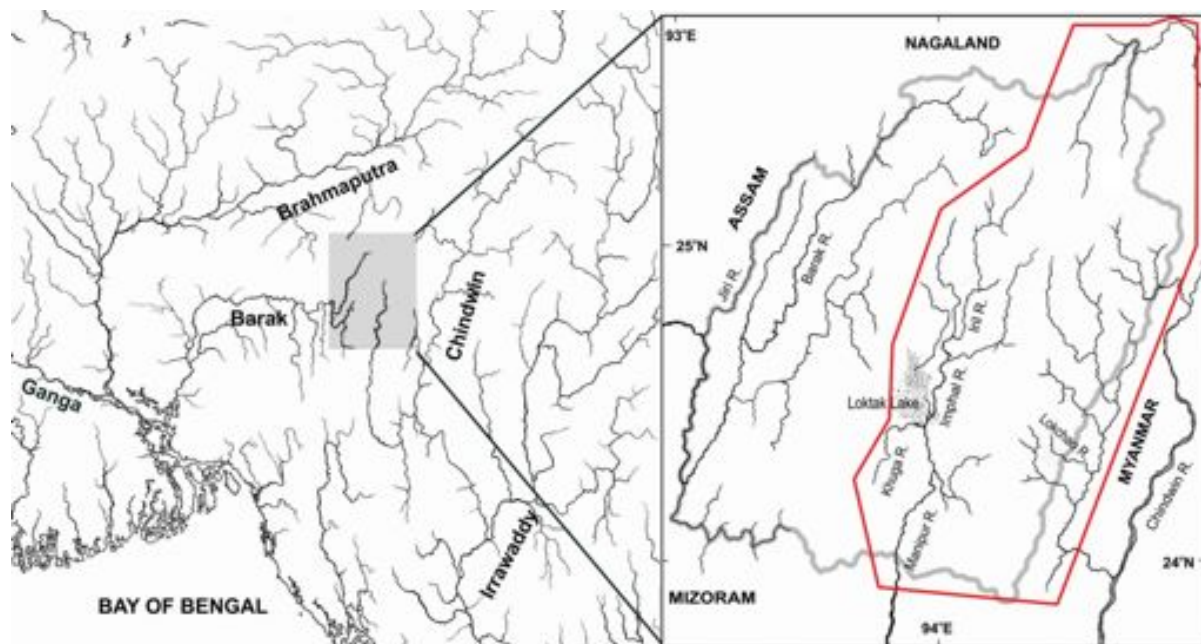 Brahmaputra
Barak
Ganga
Chindwin
Irrawaddy
BAY OF BENGAL
93°E
NAGALAND
ASSAM
25°N
Jiri R.
Barak R.
Iril R.
Imphal R.
Loktak Lake
Khuga R.
Lokchao R.
MYANMAR
Chindwin R.
Manipur R.
24°N
MIZORAM
94°E